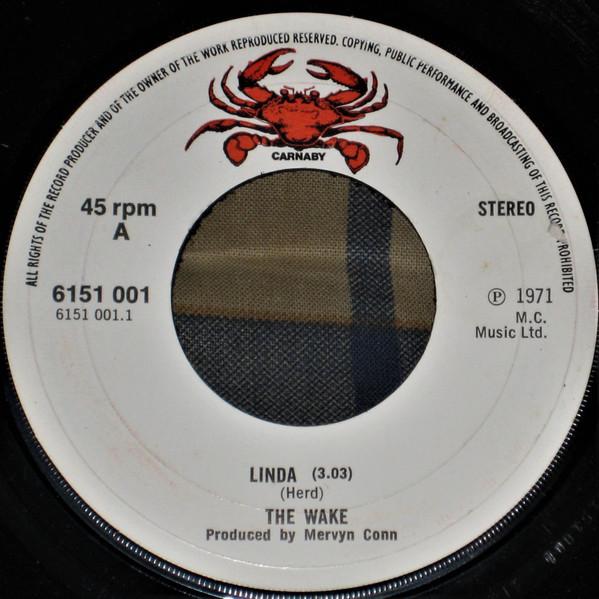 ALL RIGHTS OF THE RECORD PRODUCER AND OF THE OWNER OF THE WORK REPRODUCED RESERVED. COPYING, PUBLIC PERFORMANCE AND BROADCASTING OF THIS RECORD PROHIBITED
CARNABY
45 rpm
A
STEREO
6151 001
6151 001.1
℗ 1971
M.C.
Music Ltd.
LINDA (3.03)
(Herd)
THE WAKE
Produced by Mervyn Conn